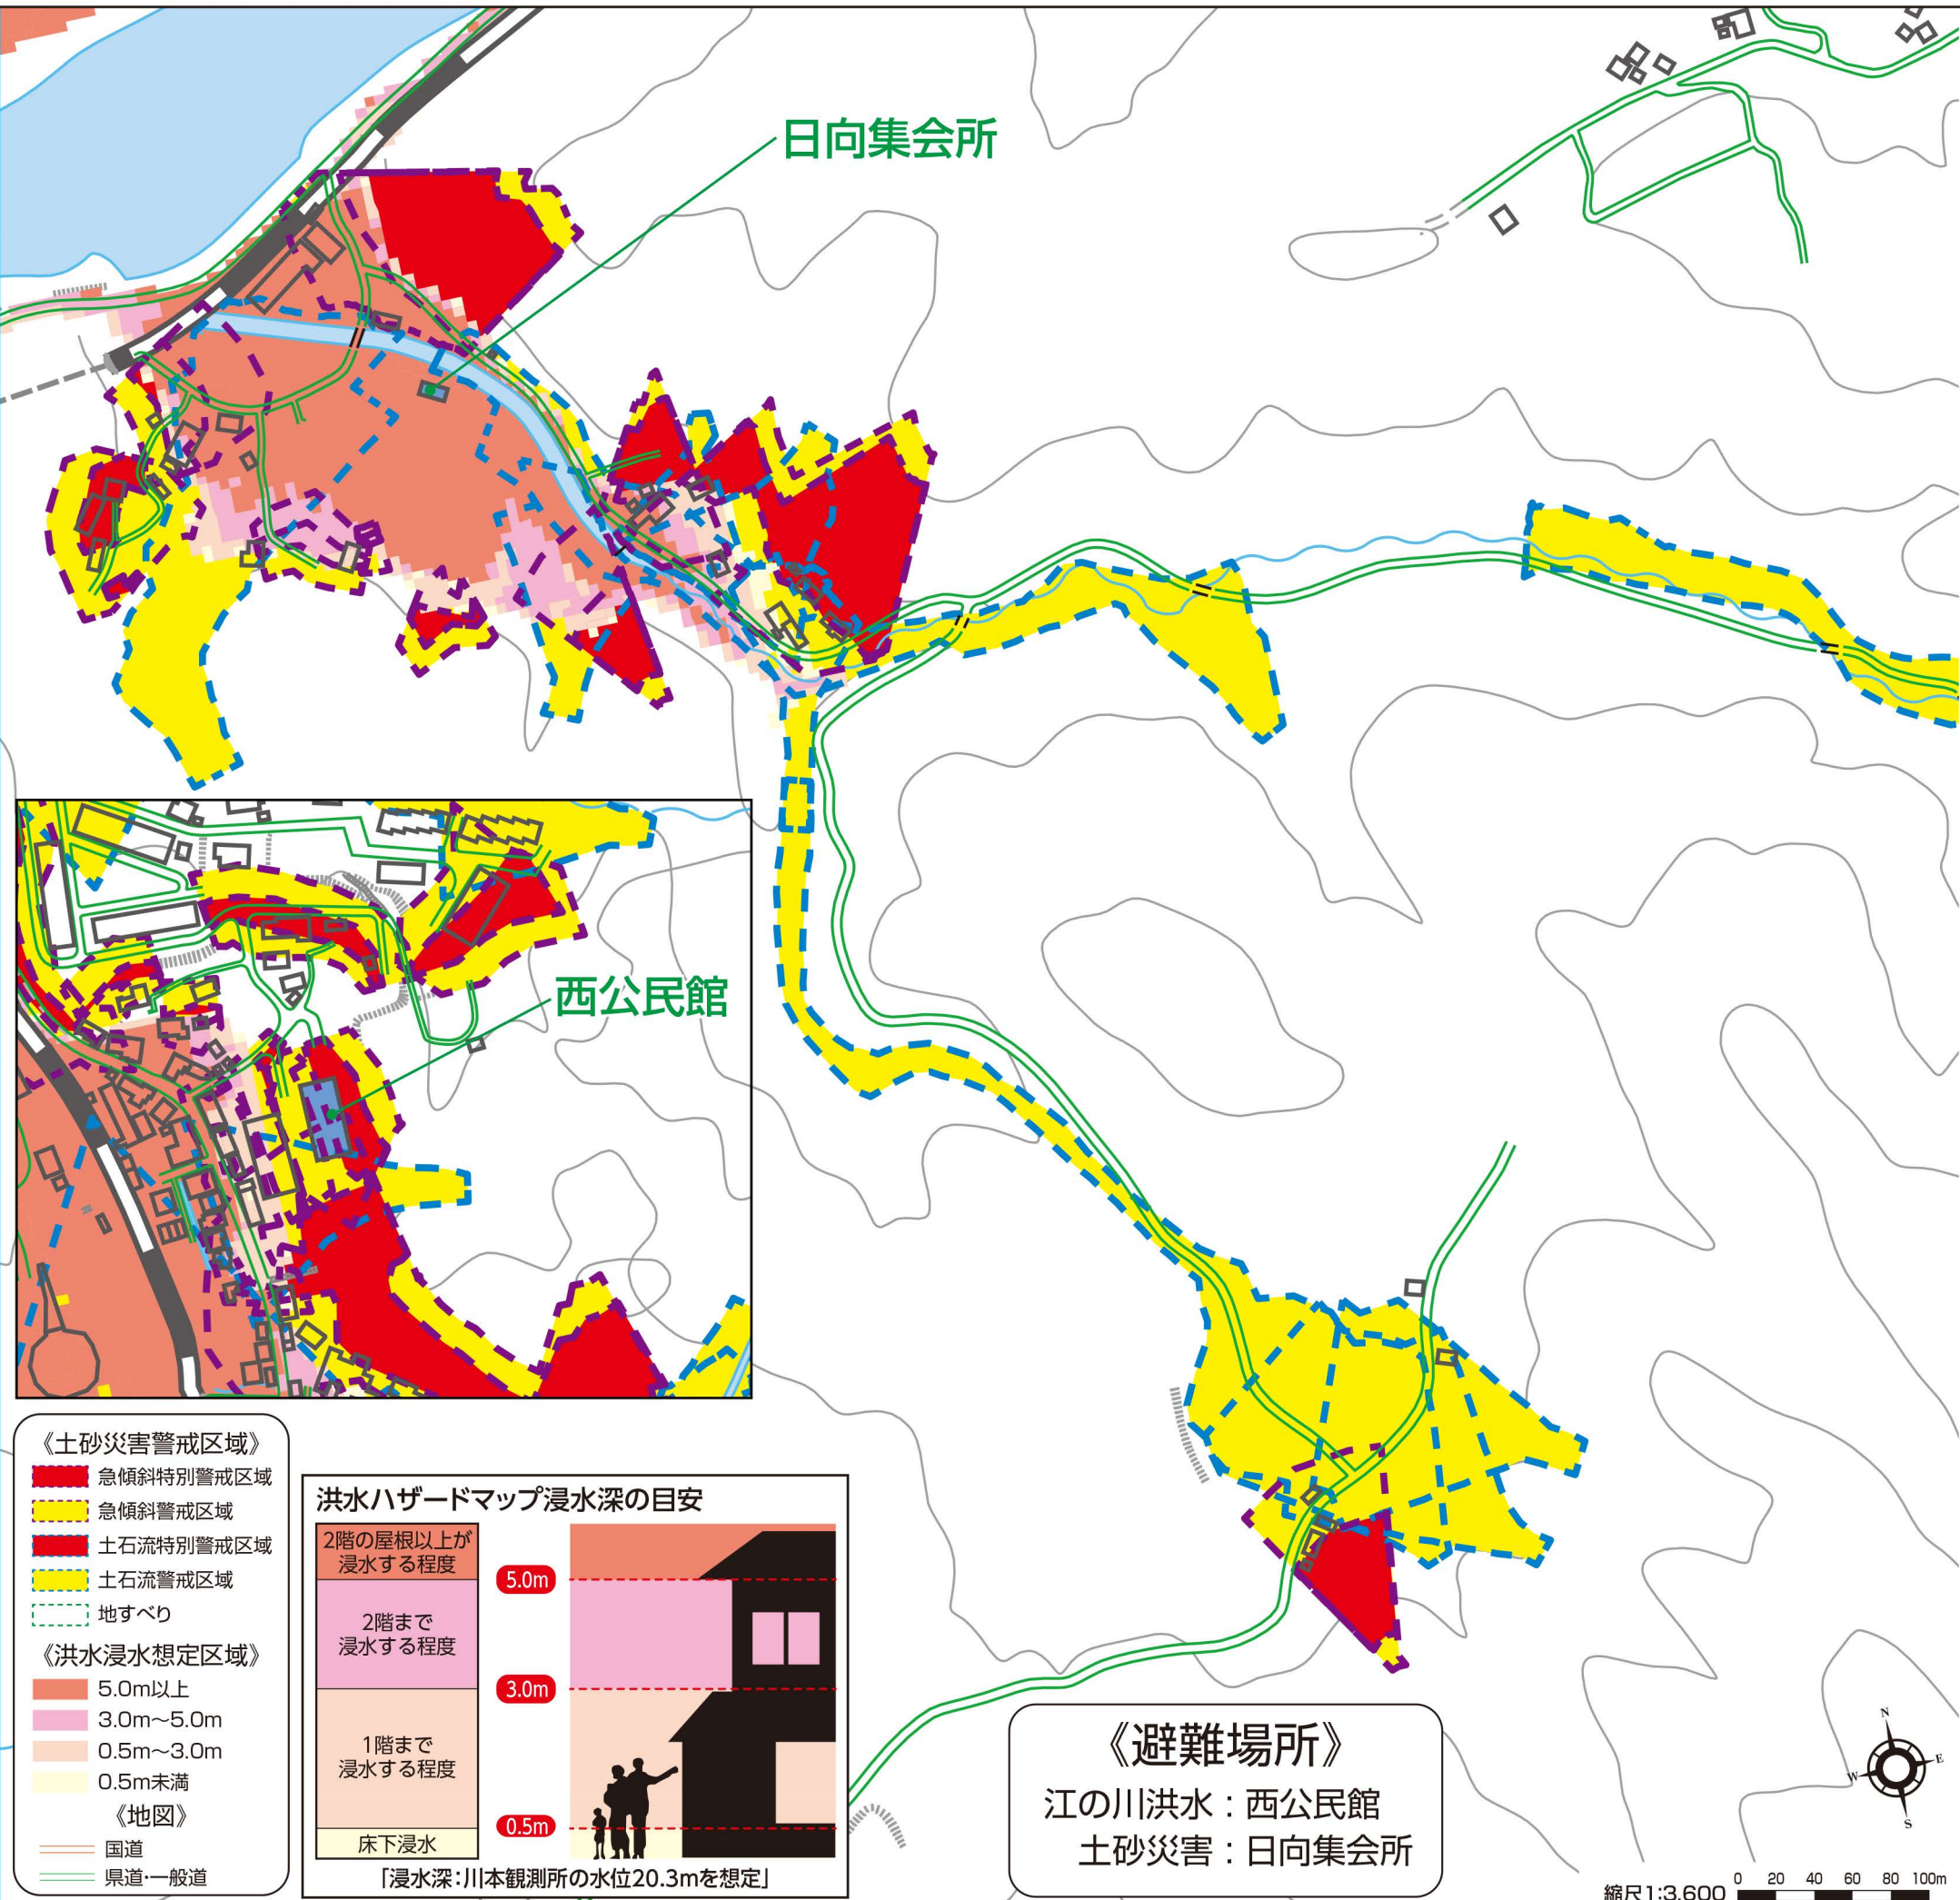 日向集会所
西公民館
《土砂災害警戒区域》
急傾斜特別警戒区域
急傾斜警戒区域
土石流特別警戒区域
土石流警戒区域
地すべり
《洪水浸水想定区域》
5.0m以上
3.0m～5.0m
0.5m～3.0m
0.5m未満
《地図》
国道
県道・一般道
洪水ハザードマップ浸水深の目安
2階の屋根以上が
浸水する程度
5.0m
2階まで
浸水する程度
3.0m
1階まで
浸水する程度
0.5m
床下浸水
「浸水深：川本観測所の水位20.3mを想定」
《避難場所》
江の川洪水：西公民館
土砂災害：日向集会所
N
E
W
S
縮尺1:3,600
0 20 40 60 80 100m